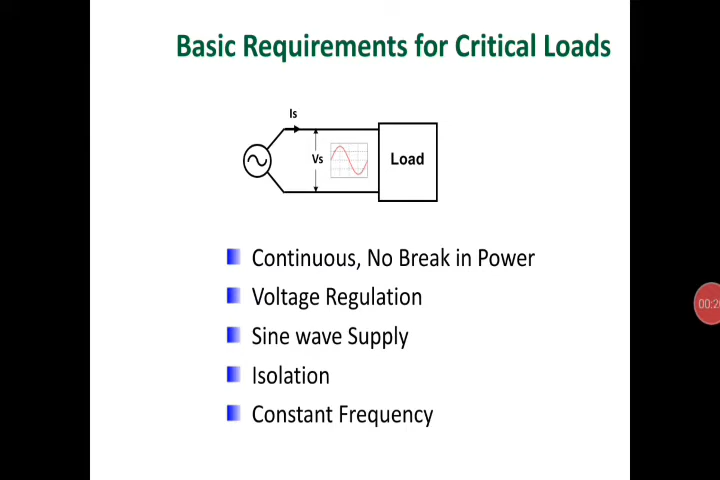 Basic Requirements for Critical Loads
Is
Vs
Load
Continuous, No Break in Power
Voltage Regulation
Sine wave Supply
Isolation
Constant Frequency